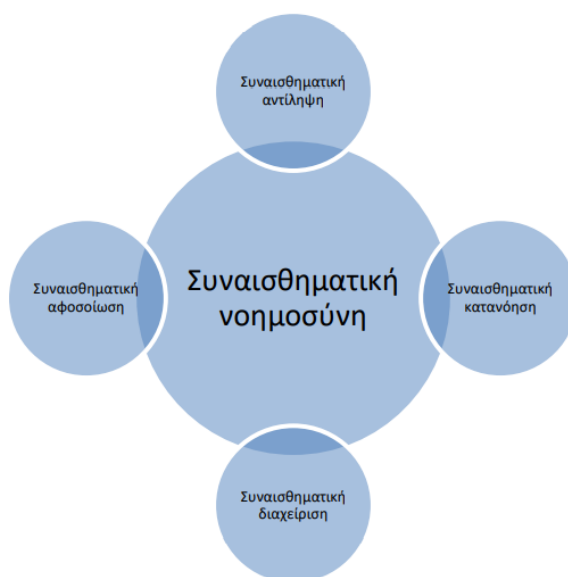 Συναισθηματική
αντίληψη
Συναισθηματική
αφοσοίωση
Συναισθηματική
νοημοσύνη
Συναισθηματική
κατανόηση
Συναισθηματική
διαχείριση